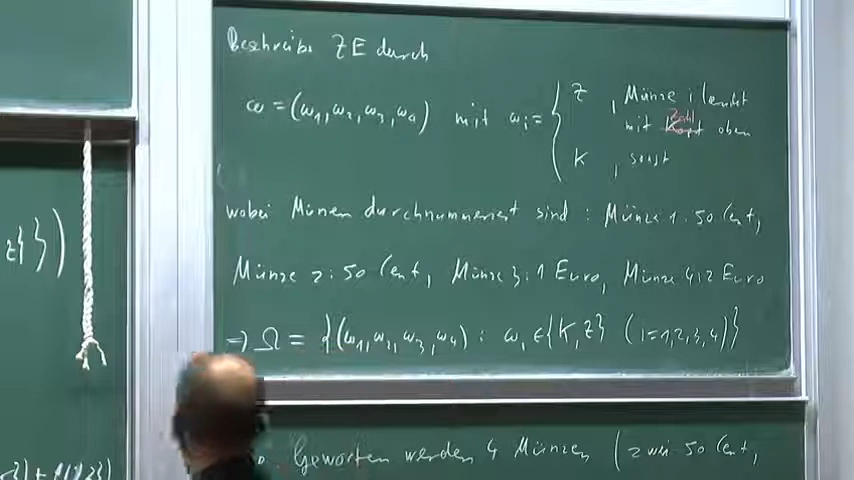 z}})
Beschreibe ZE durch
ω = (ω₁, ω₂, ω₃, ω₄) mit ωᵢ = { Z , Münze i landet
mit Zahl oben
K , sonst
wobei Münzen durchnummeriert sind : Münze 1: 50 Cent,
Münze 2: 50 Cent, Münze 3: 1 Euro, Münze 4: 2 Euro
⇒ Ω = {(ω₁, ω₂, ω₃, ω₄) : ωᵢ ∈ {K, Z} (i=1,2,3,4)}
Geworfen werden 4 Münzen (zwei 50 Cent,